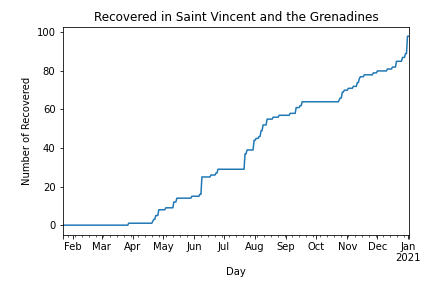 Recovered in Saint Vincent and the Grenadines
100
80
60
40
20
0
Number of Recovered
Feb Mar Apr May Jun Jul Aug Sep Oct Nov Dec Jan
2021
Day